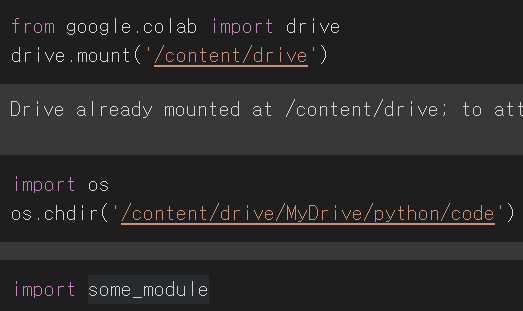 from google.colab import drive
drive.mount('/content/drive')
Drive already mounted at /content/drive; to att
import os
os.chdir('/content/drive/MyDrive/python/code')
import some_module